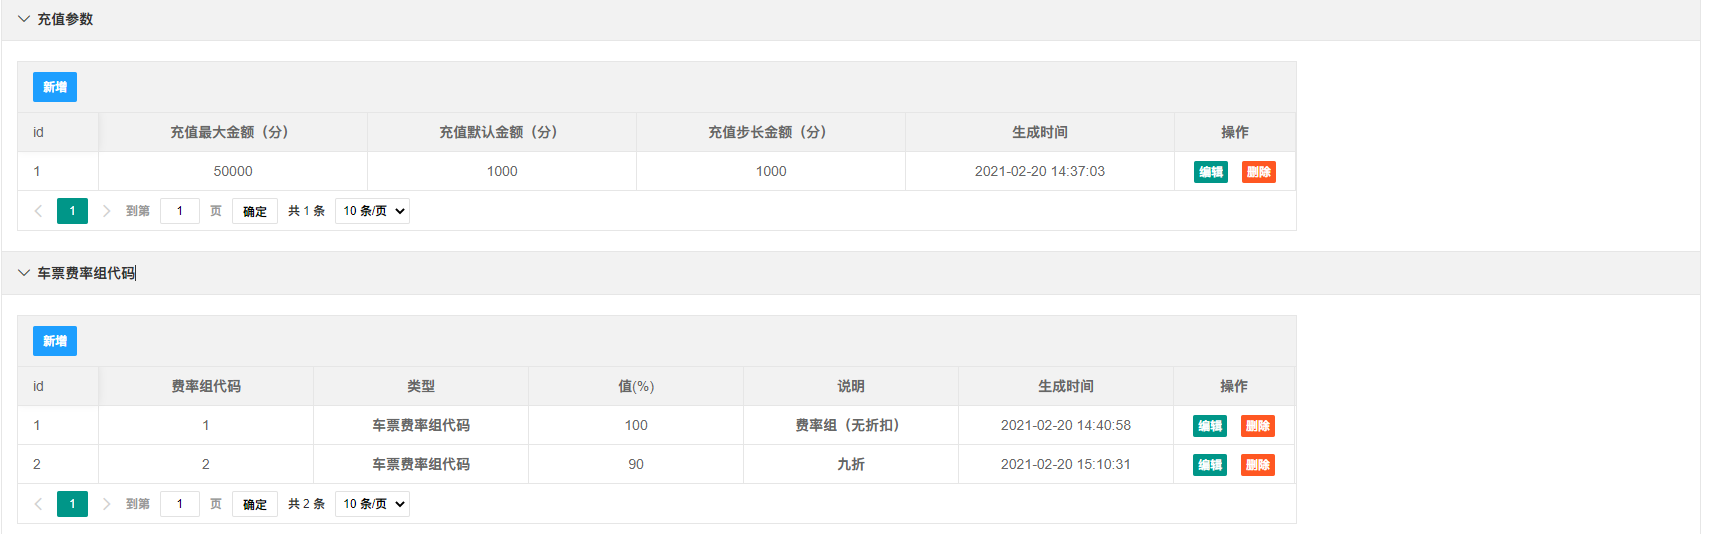 充值参数
新增
id 充值最大金额（分） 充值默认金额（分） 充值步长金额（分） 生成时间 操作
1 50000 1000 1000 2021-02-20 14:37:03 编辑 删除
1 到第 1 页 确定 共 1 条 10 条/页
车票费率组代码
新增
id 费率组代码 类型 值(%) 说明 生成时间 操作
1 1 车票费率组代码 100 费率组（无折扣） 2021-02-20 14:40:58 编辑 删除
2 2 车票费率组代码 90 九折 2021-02-20 15:10:31 编辑 删除
1 到第 1 页 确定 共 2 条 10 条/页